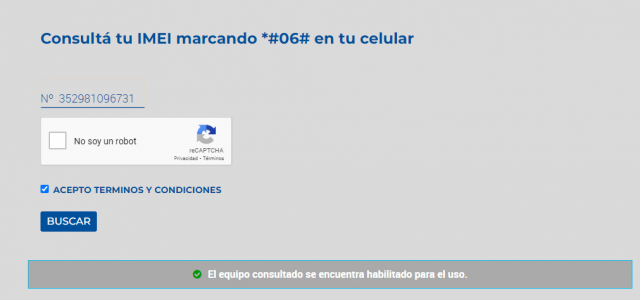 Consultá tu IMEI marcando *#06# en tu celular
Nº 352981096731
No soy un robot
reCAPTCHA
Privacidad - Términos
ACEPTO TERMINOS Y CONDICIONES
BUSCAR
El equipo consultado se encuentra habilitado para el uso.